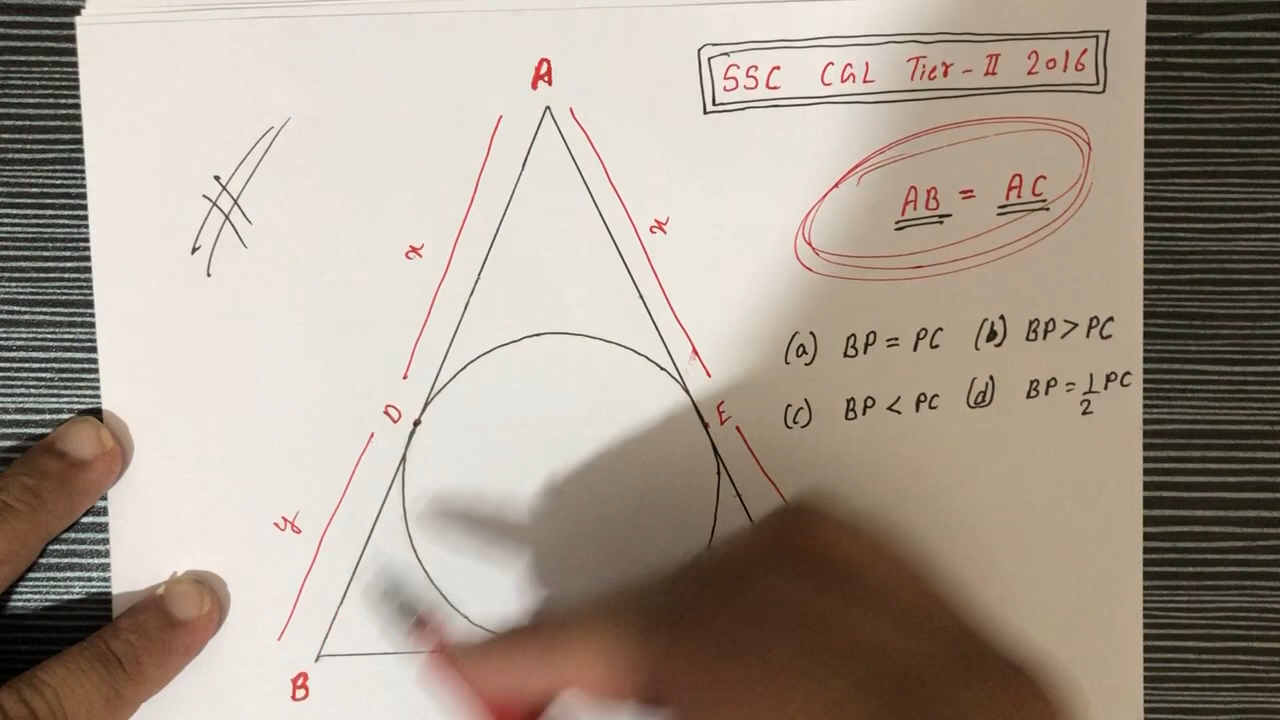 SSC CGL Tier-II 2016
A
AB = AC
x
x
(a) BP = PC (b) BP > PC
(c) BP < PC (d) BP = 1/2 PC
D
E
y
B